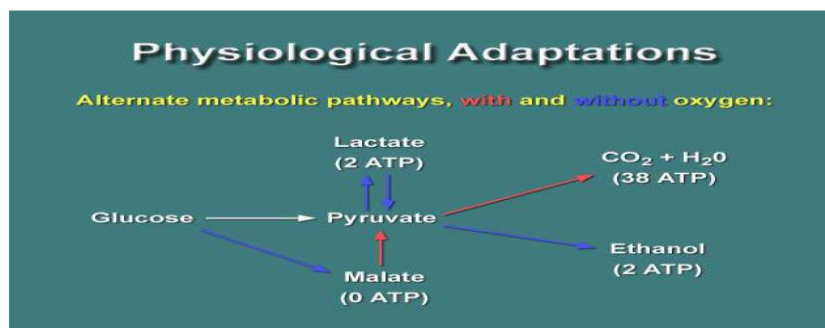 Physiological Adaptations
Alternate metabolic pathways, with and without oxygen:
Lactate
(2 ATP)
CO₂ + H₂0
(38 ATP)
Glucose
Pyruvate
Ethanol
(2 ATP)
Malate
(0 ATP)